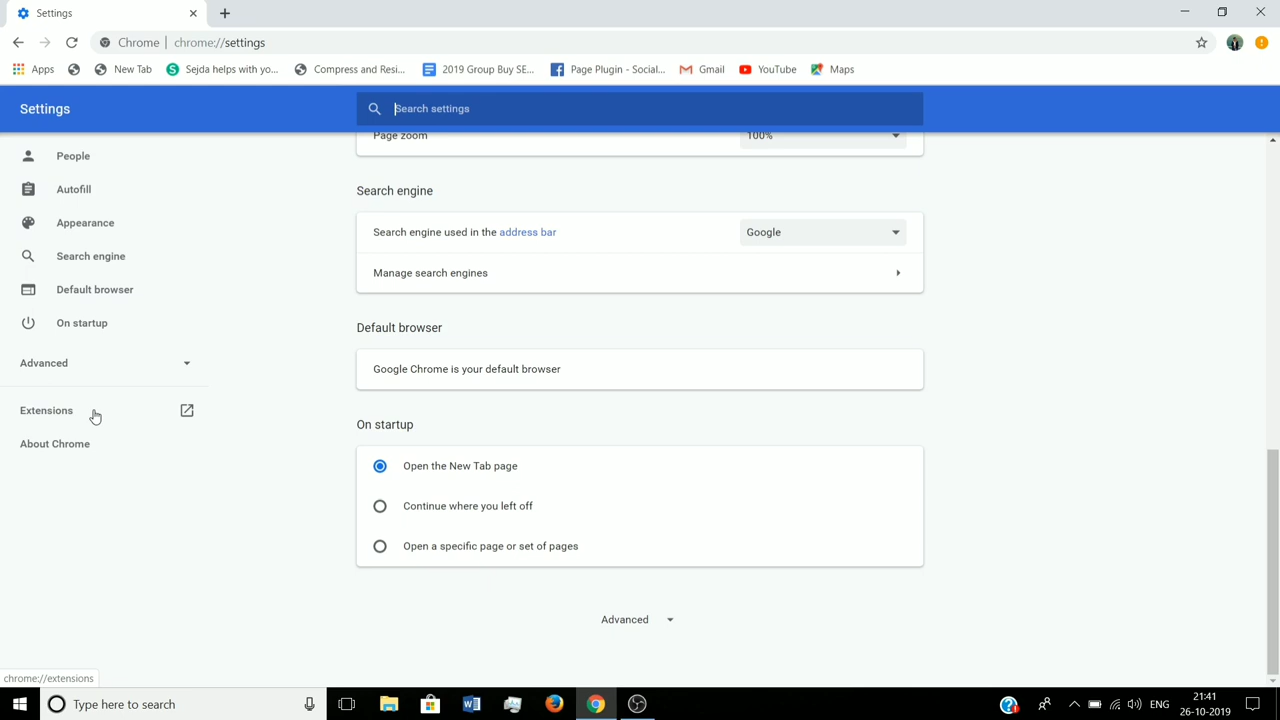 Settings
Chrome | chrome://settings
Apps
New Tab
Sejda helps with yo...
Compress and Resi...
2019 Group Buy SE...
Page Plugin - Social...
Gmail
YouTube
Maps
Settings
Search settings
People
Autofill
Appearance
Search engine
Default browser
On startup
Advanced
Extensions
About Chrome
Page zoom
100%
Search engine
Search engine used in the address bar
Google
Manage search engines
Default browser
Google Chrome is your default browser
On startup
Open the New Tab page
Continue where you left off
Open a specific page or set of pages
Advanced
chrome://extensions
Type here to search
ENG
21:41
26-10-2019